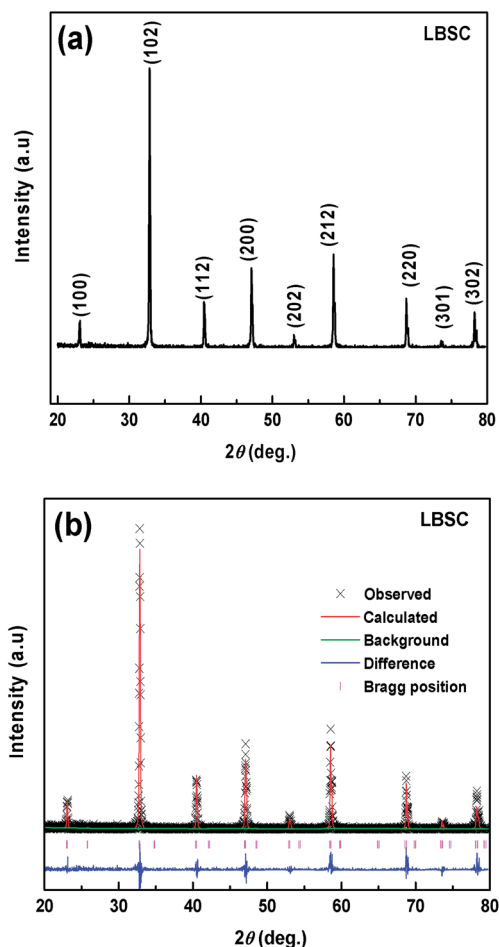 (a)
LBSC
(100)
(102)
(112)
(200)
(202)
(212)
(220)
(301)
(302)
Intensity (a.u)
20 30 40 50 60 70 80
2θ (deg.)
(b)
LBSC
Observed
Calculated
Background
Difference
Bragg position
Intensity (a.u)
20 30 40 50 60 70 80
2θ (deg.)